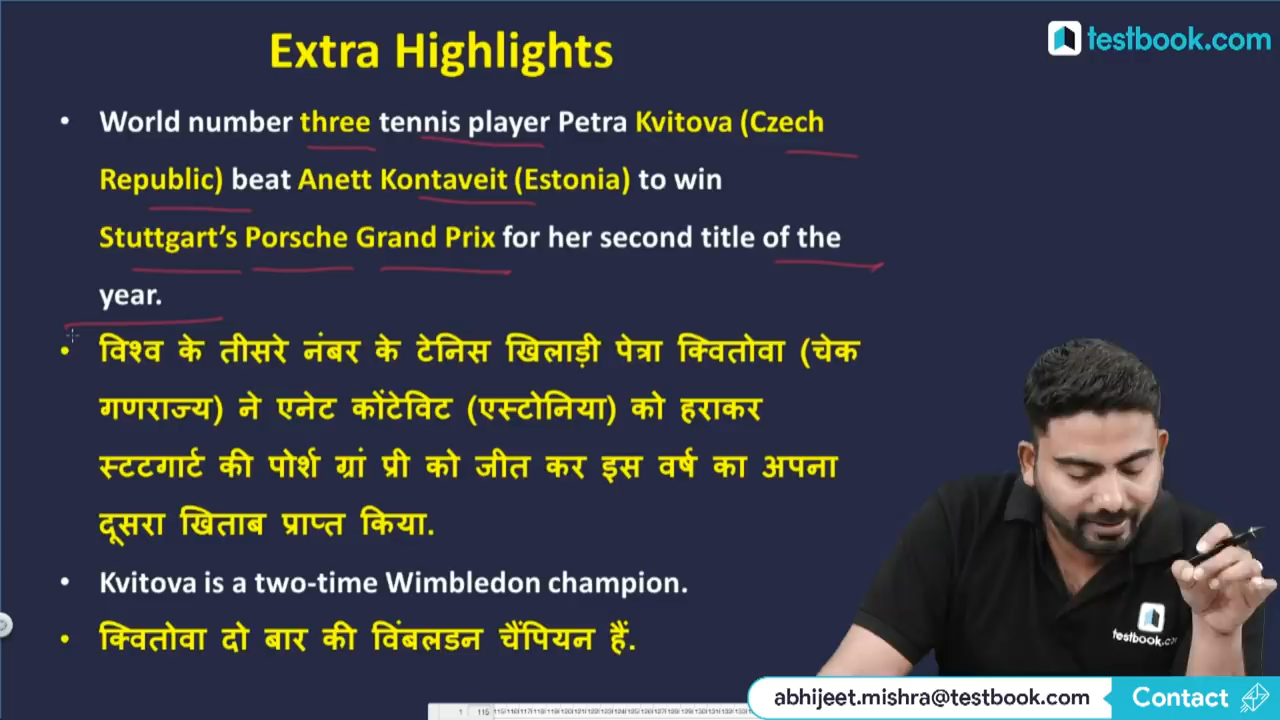 Extra Highlights
testbook.com
• World number three tennis player Petra Kvitova (Czech
Republic) beat Anett Kontaveit (Estonia) to win
Stuttgart's Porsche Grand Prix for her second title of the
year.
• विश्व के तीसरे नंबर के टेनिस खिलाड़ी पेत्रा क्वितोवा (चेक
गणराज्य) ने एनेट कोंटेविट (एस्टोनिया) को हराकर
स्टटगार्ट की पोर्श ग्रां प्री को जीत कर इस वर्ष का अपना
दूसरा खिताब प्राप्त किया.
• Kvitova is a two-time Wimbledon champion.
• क्वितोवा दो बार की विंबलडन चैंपियन हैं.
testbook.co
abhijeet.mishra@testbook.com Contact
1 115